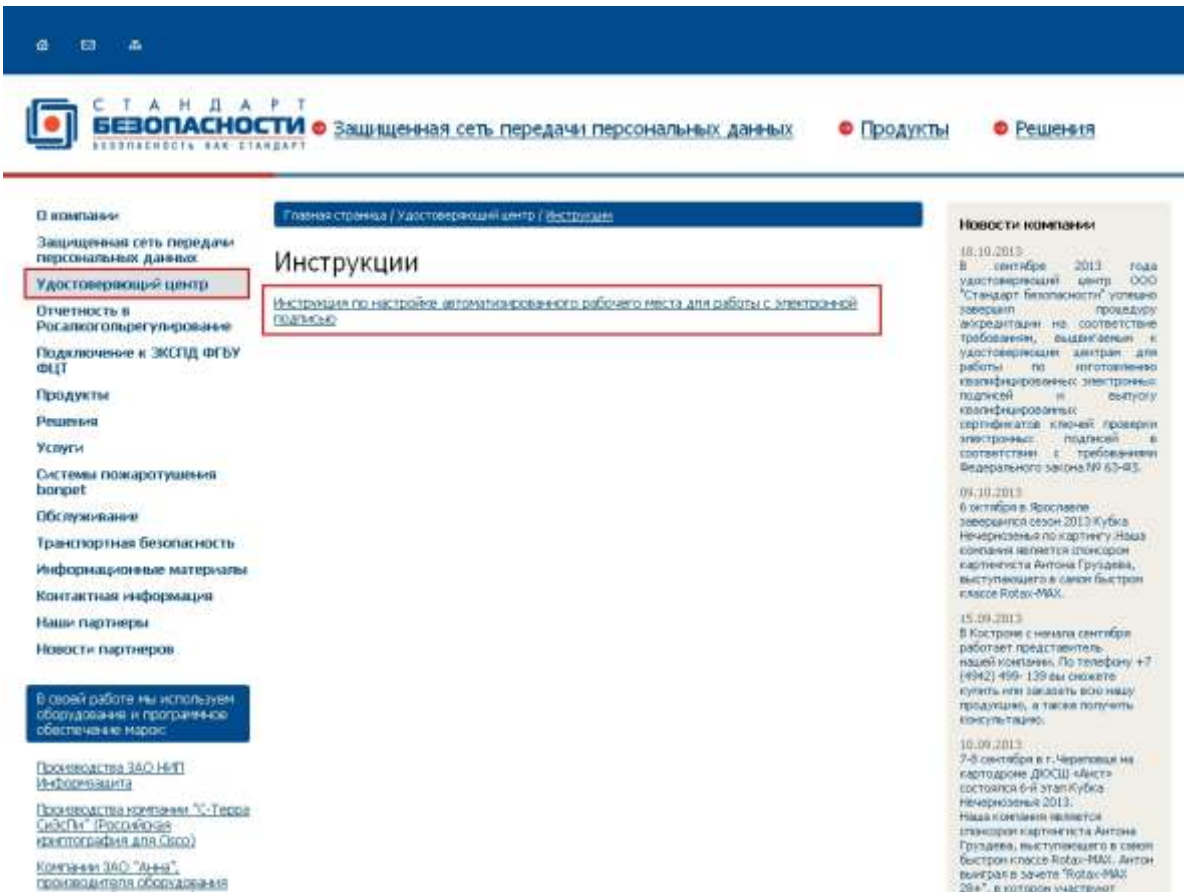 СТАНДАРТ
БЕЗОПАСНОСТИ
БЕЗОПАСНОСТЬ КАК СТАНДАРТ
Защищенная сеть передачи персональных данных
Продукты
Решения
О компании
Защищенная сеть передачи
персональных данных
Удостоверяющий центр
Отчетность в
Росалкогольрегулирование
Подключение к ЗКСПД ФГБУ
ФЦТ
Продукты
Решения
Услуги
Системы пожаротушения
bonpet
Обслуживание
Транспортная безопасность
Информационные материалы
Контактная информация
Наши партнеры
Новости партнеров
В своей работе мы используем
оборудования и программное
обеспечение марок:
Производства ЗАО НИП
Информзащита
Производства компании "С-Терра
СиЭсПи" (Российская
криптография для Cisco)
Компании ЗАО "Анна",
производителя оборудования
Главная страница / Удостоверяющий центр / Инструкции
Инструкции
Инструкция по настройке автоматизированного рабочего места для работы с электронной
подписью
Новости компании
18.10.2013
В сентябре 2013 года
удостоверяющий центр ООО
"Стандарт Безопасности" успешно
завершил процедуру
аккредитации на соответствие
требованиям, выдвигаемым к
удостоверяющим центрам для
работы по изготовлению
квалифицированных электронных
подписей и выпуску
квалифицированных
сертификатов ключей проверки
электронных подписей в
соответствии с требованиями
Федерального закона № 63-ФЗ.
09.10.2013
6 октября в Ярославле
завершился сезон 2013 Кубка
Нечерноземья по картингу. Наша
компания является спонсором
картингиста Антона Груздева,
выступающего в самом быстром
классе Rotax-MAX.
15.09.2013
В Костроме с начала сентября
работает представитель
нашей компании. По телефону +7
(4942) 499- 139 вы сможете
купить или заказать всю нашу
продукцию, а также получить
консультацию.
10.09.2013
7-8 сентября в г. Череповце на
картодроме ДЮСШ «Аист»
состоялся 6-й этап Кубка
Нечерноземья 2013.
Наша компания является
спонсором картингиста Антона
Груздева, выступающего в самом
быстром классе Rotax-MAX. Антон
выиграл в зачете "Rotax-MAX
28+", в котором участвуют